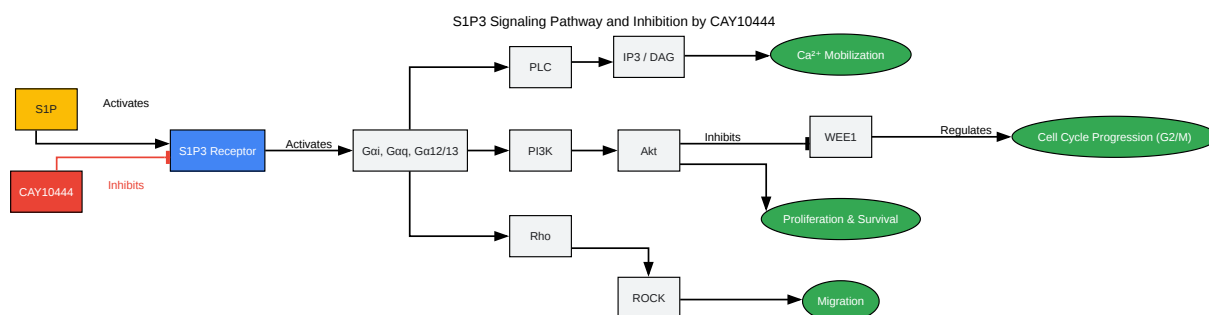 S1P3 Signaling Pathway and Inhibition by CAY10444
PLC
IP3 / DAG
Ca²⁺ Mobilization
S1P
Activates
S1P3 Receptor
Activates
Gαi, Gαq, Gα12/13
PI3K
Akt
Inhibits
WEE1
Regulates
Cell Cycle Progression (G2/M)
CAY10444
Inhibits
Proliferation & Survival
Rho
ROCK
Migration